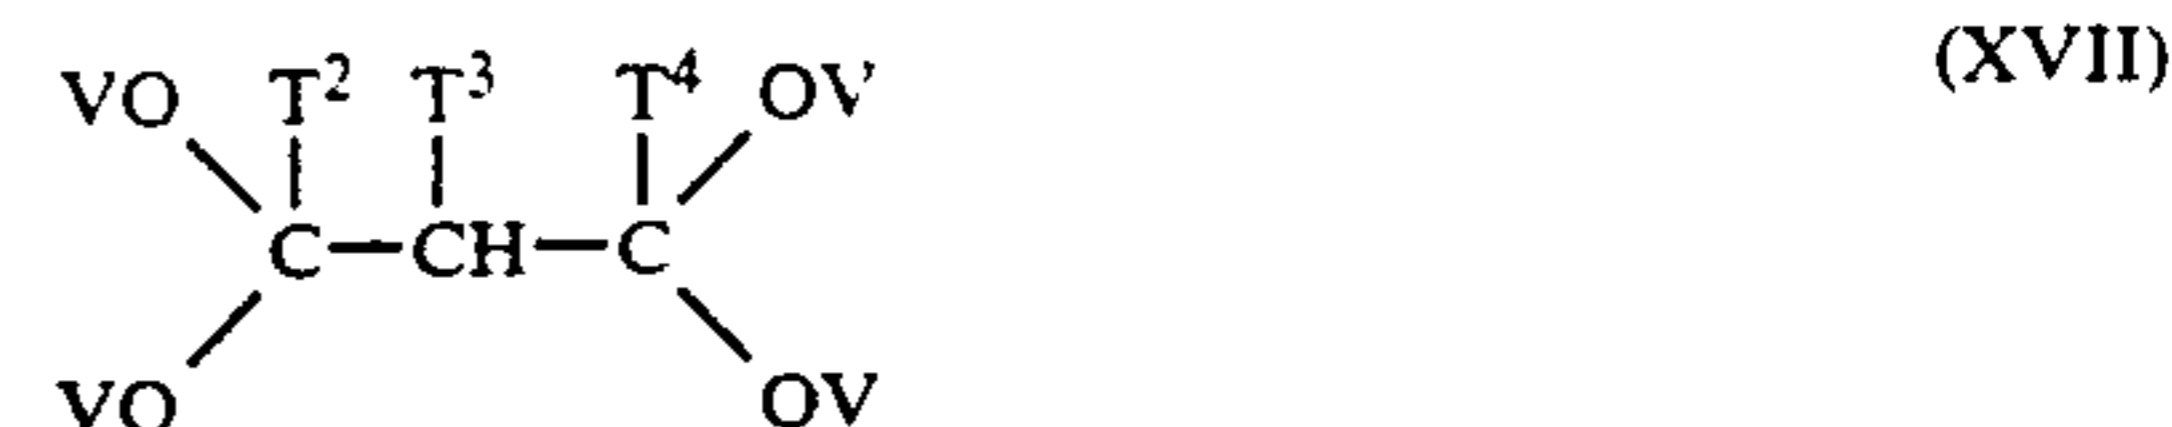 VO T² T³ T⁴ OV (XVII)
C—CH—C
VO OV